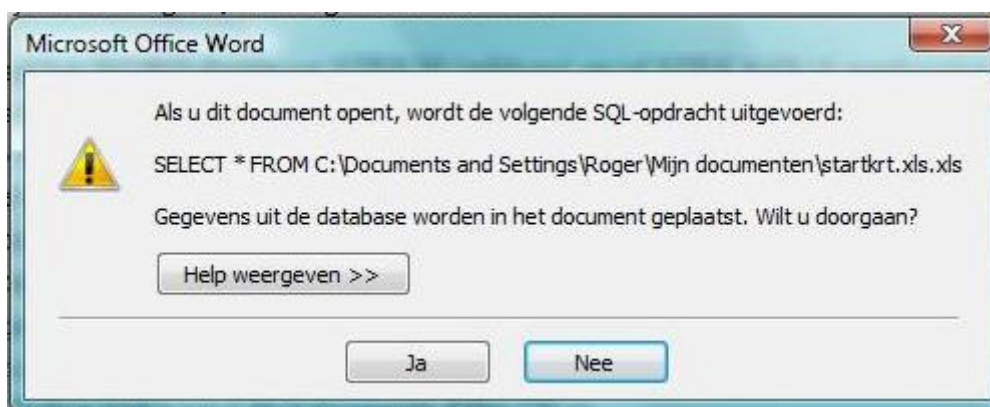 Microsoft Office Word
Als u dit document opent, wordt de volgende SQL-opdracht uitgevoerd:
SELECT * FROM C:\Documents and Settings\Roger\Mijn documenten\startkrt.xls.xls
Gegevens uit de database worden in het document geplaatst. Wilt u doorgaan?
Help weergeven >>
Ja
Nee